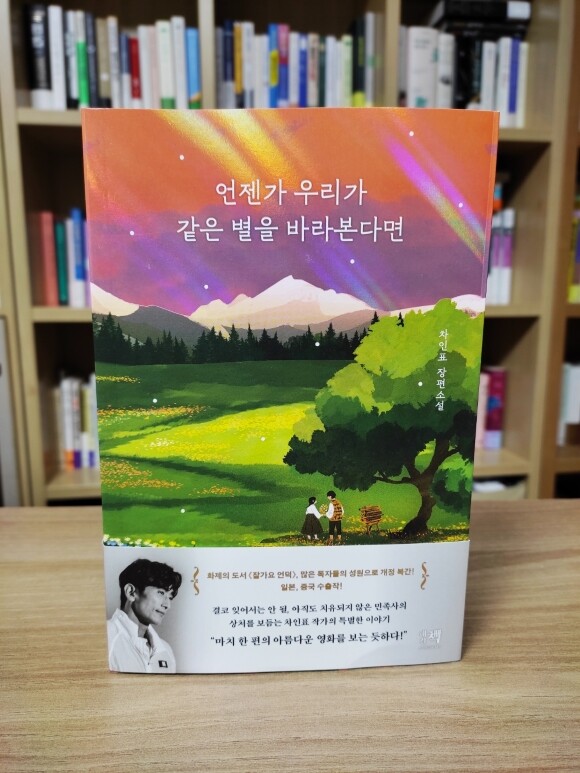 언젠가 우리가
같은 별을 바라본다면
차인표 장편소설
화제의 도서 《잘가요 언덕》, 많은 독자들의 성원으로 개정 복간!
일본, 중국 수출작!
결코 잊어서는 안 될, 아직도 치유되지 않은 민족사의
상처를 보듬는 차인표 작가의 특별한 이야기
“마치 한 편의 아름다운 영화를 보는 듯하다!”